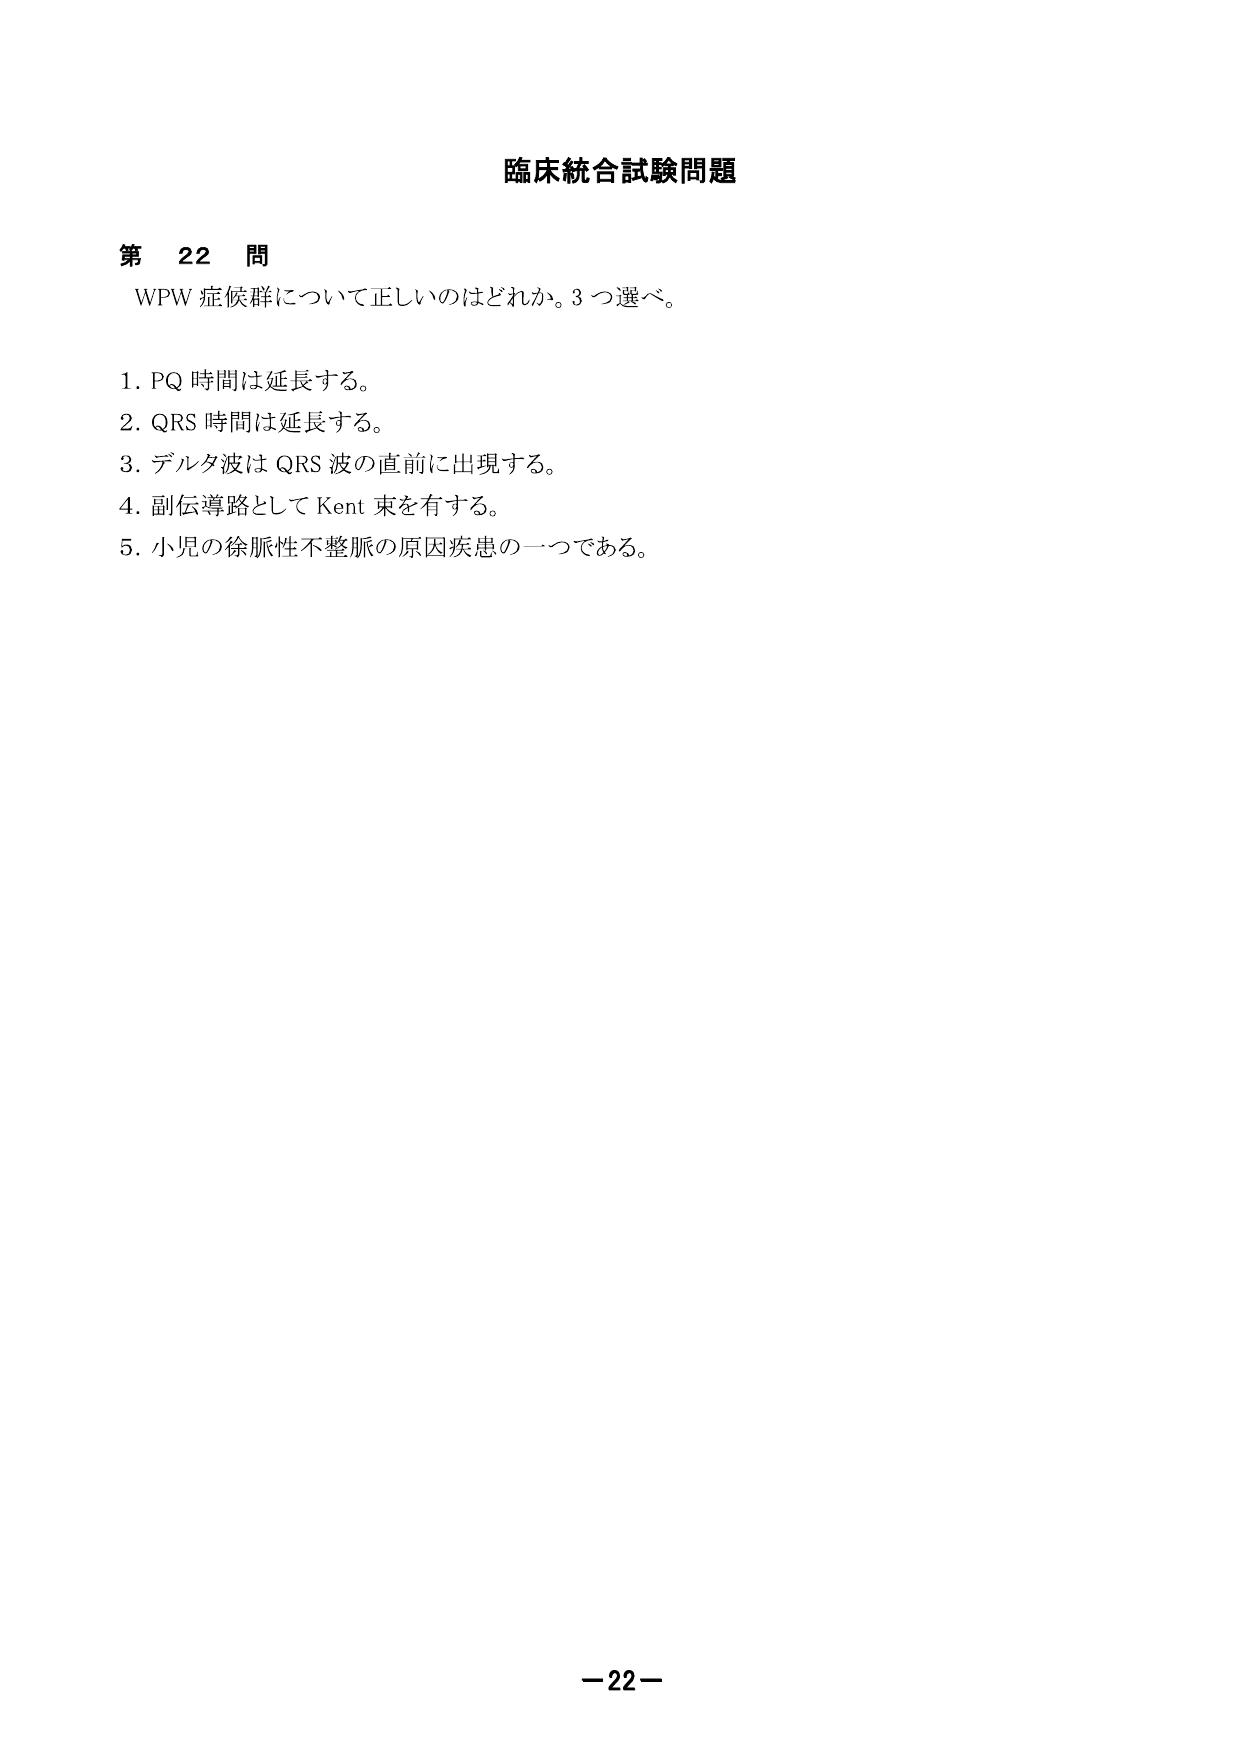 臨床統合試験問題
第 22 問
WPW 症候群について正しいのはどれか。3 つ選べ。
1. PQ 時間は延長する。
2. QRS 時間は延長する。
3. デルタ波は QRS 波の直前に出現する。
4. 副伝導路として Kent 束を有する。
5. 小児の徐脈性不整脈の原因疾患の一つである。
－22－